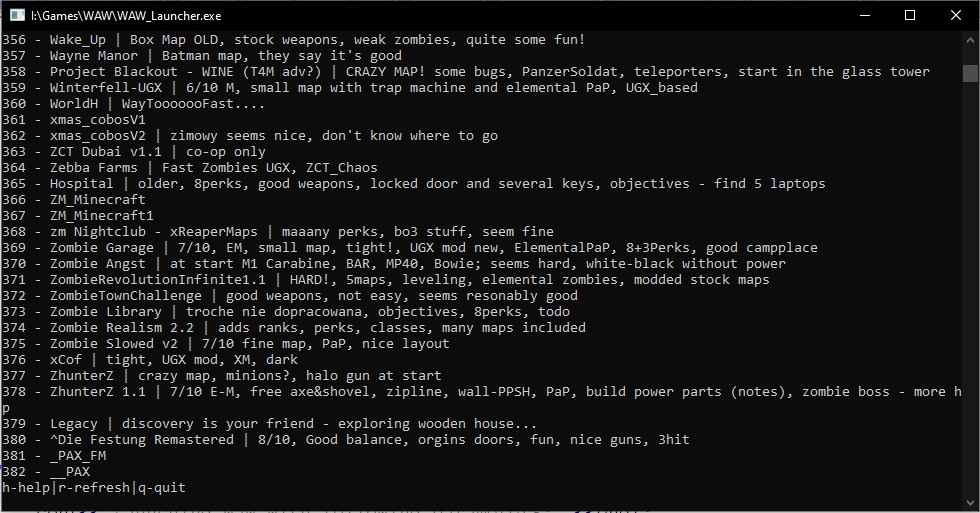 I:\Games\WAW\WAW_Launcher.exe
356 - Wake_Up | Box Map OLD, stock weapons, weak zombies, quite some fun!
357 - Wayne Manor | Batman map, they say it's good
358 - Project Blackout - WINE (T4M adv?) | CRAZY MAP! some bugs, PanzerSoldat, teleporters, start in the glass tower
359 - Winterfell-UGX | 6/10 M, small map with trap machine and elemental PaP, UGX_based
360 - WorldH | WayTooooooFast....
361 - xmas_cobosV1
362 - xmas_cobosV2 | zimowy seems nice, don't know where to go
363 - ZCT Dubai v1.1 | co-op only
364 - Zebba Farms | Fast Zombies UGX, ZCT_Chaos
365 - Hospital | older, 8perks, good weapons, locked door and several keys, objectives - find 5 laptops
366 - ZM_Minecraft
367 - ZM_Minecraft1
368 - zm Nightclub - xReaperMaps | maaany perks, bo3 stuff, seem fine
369 - Zombie Garage | 7/10, EM, small map, tight!, UGX mod new, ElementalPaP, 8+3Perks, good campplace
370 - Zombie Angst | at start M1 Carabine, BAR, MP40, Bowie; seems hard, white-black without power
371 - ZombieRevolutionInfinite1.1 | HARD!, 5maps, leveling, elemental zombies, modded stock maps
372 - ZombieTownChallenge | good weapons, not easy, seems resonably good
373 - Zombie Library | troche nie dopracowana, objectives, 8perks, todo
374 - Zombie Realism 2.2 | adds ranks, perks, classes, many maps included
375 - Zombie Slowed v2 | 7/10 fine map, PaP, nice layout
376 - xCof | tight, UGX mod, XM, dark
377 - ZhunterZ | crazy map, minions?, halo gun at start
378 - ZhunterZ 1.1 | 7/10 E-M, free axe&shovel, zipline, wall-PPSH, PaP, build power parts (notes), zombie boss - more h
p
379 - Legacy | discovery is your friend - exploring wooden house...
380 - ^Die Festung Remastered | 8/10, Good balance, orgins doors, fun, nice guns, 3hit
381 - _PAX_FM
382 - __PAX
h-help|r-refresh|q-quit